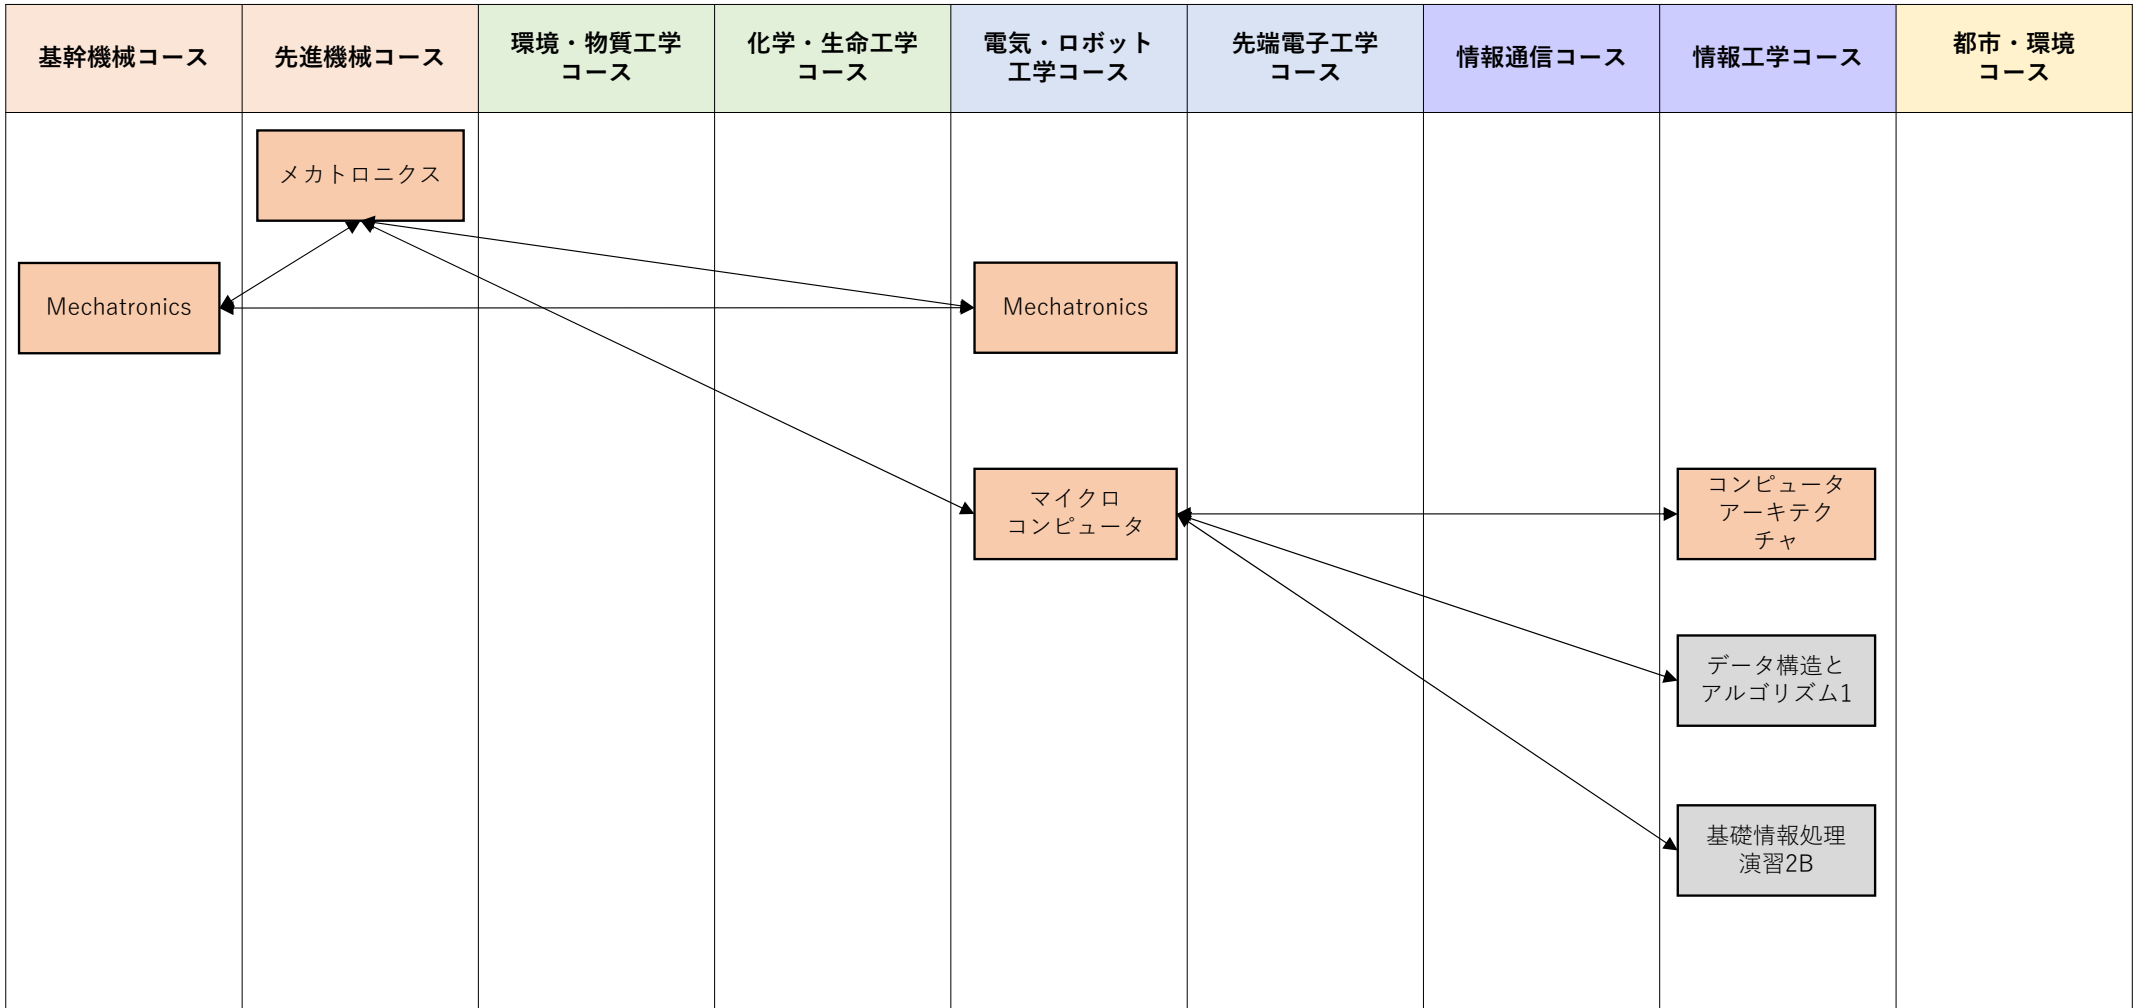 基幹機械コース
先進機械コース
環境・物質工学
コース
化学・生命工学
コース
電気・ロボット
工学コース
先端電子工学
コース
情報通信コース
情報工学コース
都市・環境
コース
メカトロニクス
Mechatronics
Mechatronics
マイクロ
コンピュータ
コンピュータ
アーキテク
チャ
データ構造と
アルゴリズム1
基礎情報処理
演習2B